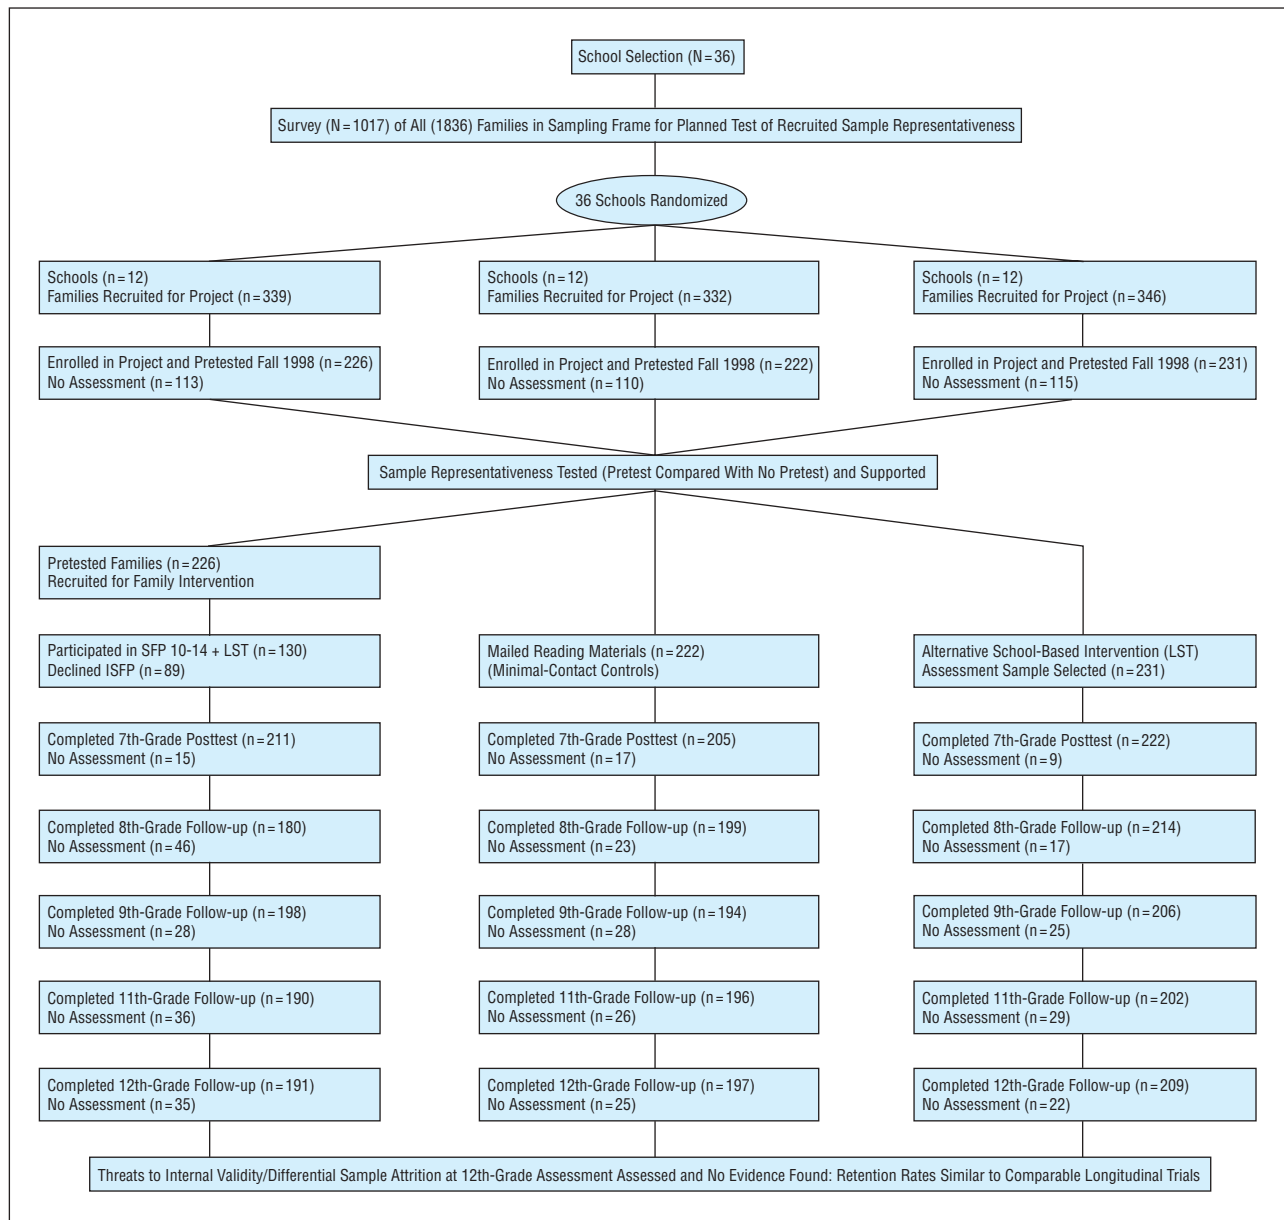 School Selection (N=36)
Survey (N=1017) of All (1836) Families in Sampling Frame for Planned Test of Recruited Sample Representativeness
36 Schools Randomized
Schools (n=12)
Families Recruited for Project (n=339)
Schools (n=12)
Families Recruited for Project (n=332)
Schools (n=12)
Families Recruited for Project (n=346)
Enrolled in Project and Pretested Fall 1998 (n=226)
No Assessment (n=113)
Enrolled in Project and Pretested Fall 1998 (n=222)
No Assessment (n=110)
Enrolled in Project and Pretested Fall 1998 (n=231)
No Assessment (n=115)
Sample Representativeness Tested (Pretest Compared With No Pretest) and Supported
Pretested Families (n=226)
Recruited for Family Intervention
Participated in SFP 10-14 + LST (n=130)
Declined ISFP (n=89)
Mailed Reading Materials (n=222)
(Minimal-Contact Controls)
Alternative School-Based Intervention (LST)
Assessment Sample Selected (n=231)
Completed 7th-Grade Posttest (n=211)
No Assessment (n=15)
Completed 7th-Grade Posttest (n=205)
No Assessment (n=17)
Completed 7th-Grade Posttest (n=222)
No Assessment (n=9)
Completed 8th-Grade Follow-up (n=180)
No Assessment (n=46)
Completed 8th-Grade Follow-up (n=199)
No Assessment (n=23)
Completed 8th-Grade Follow-up (n=214)
No Assessment (n=17)
Completed 9th-Grade Follow-up (n=198)
No Assessment (n=28)
Completed 9th-Grade Follow-up (n=194)
No Assessment (n=28)
Completed 9th-Grade Follow-up (n=206)
No Assessment (n=25)
Completed 11th-Grade Follow-up (n=190)
No Assessment (n=36)
Completed 11th-Grade Follow-up (n=196)
No Assessment (n=26)
Completed 11th-Grade Follow-up (n=202)
No Assessment (n=29)
Completed 12th-Grade Follow-up (n=191)
No Assessment (n=35)
Completed 12th-Grade Follow-up (n=197)
No Assessment (n=25)
Completed 12th-Grade Follow-up (n=209)
No Assessment (n=22)
Threats to Internal Validity/Differential Sample Attrition at 12th-Grade Assessment Assessed and No Evidence Found: Retention Rates Similar to Comparable Longitudinal Trials